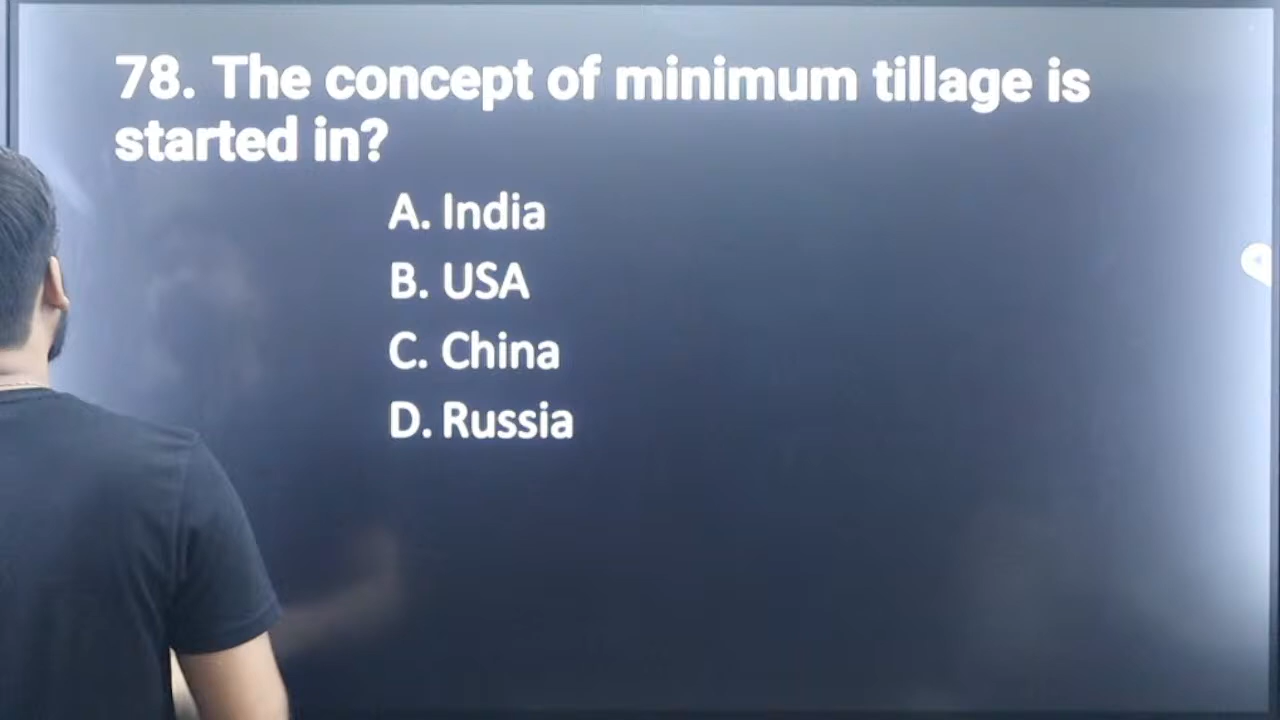 78. The concept of minimum tillage is
started in?
A. India
B. USA
C. China
D. Russia